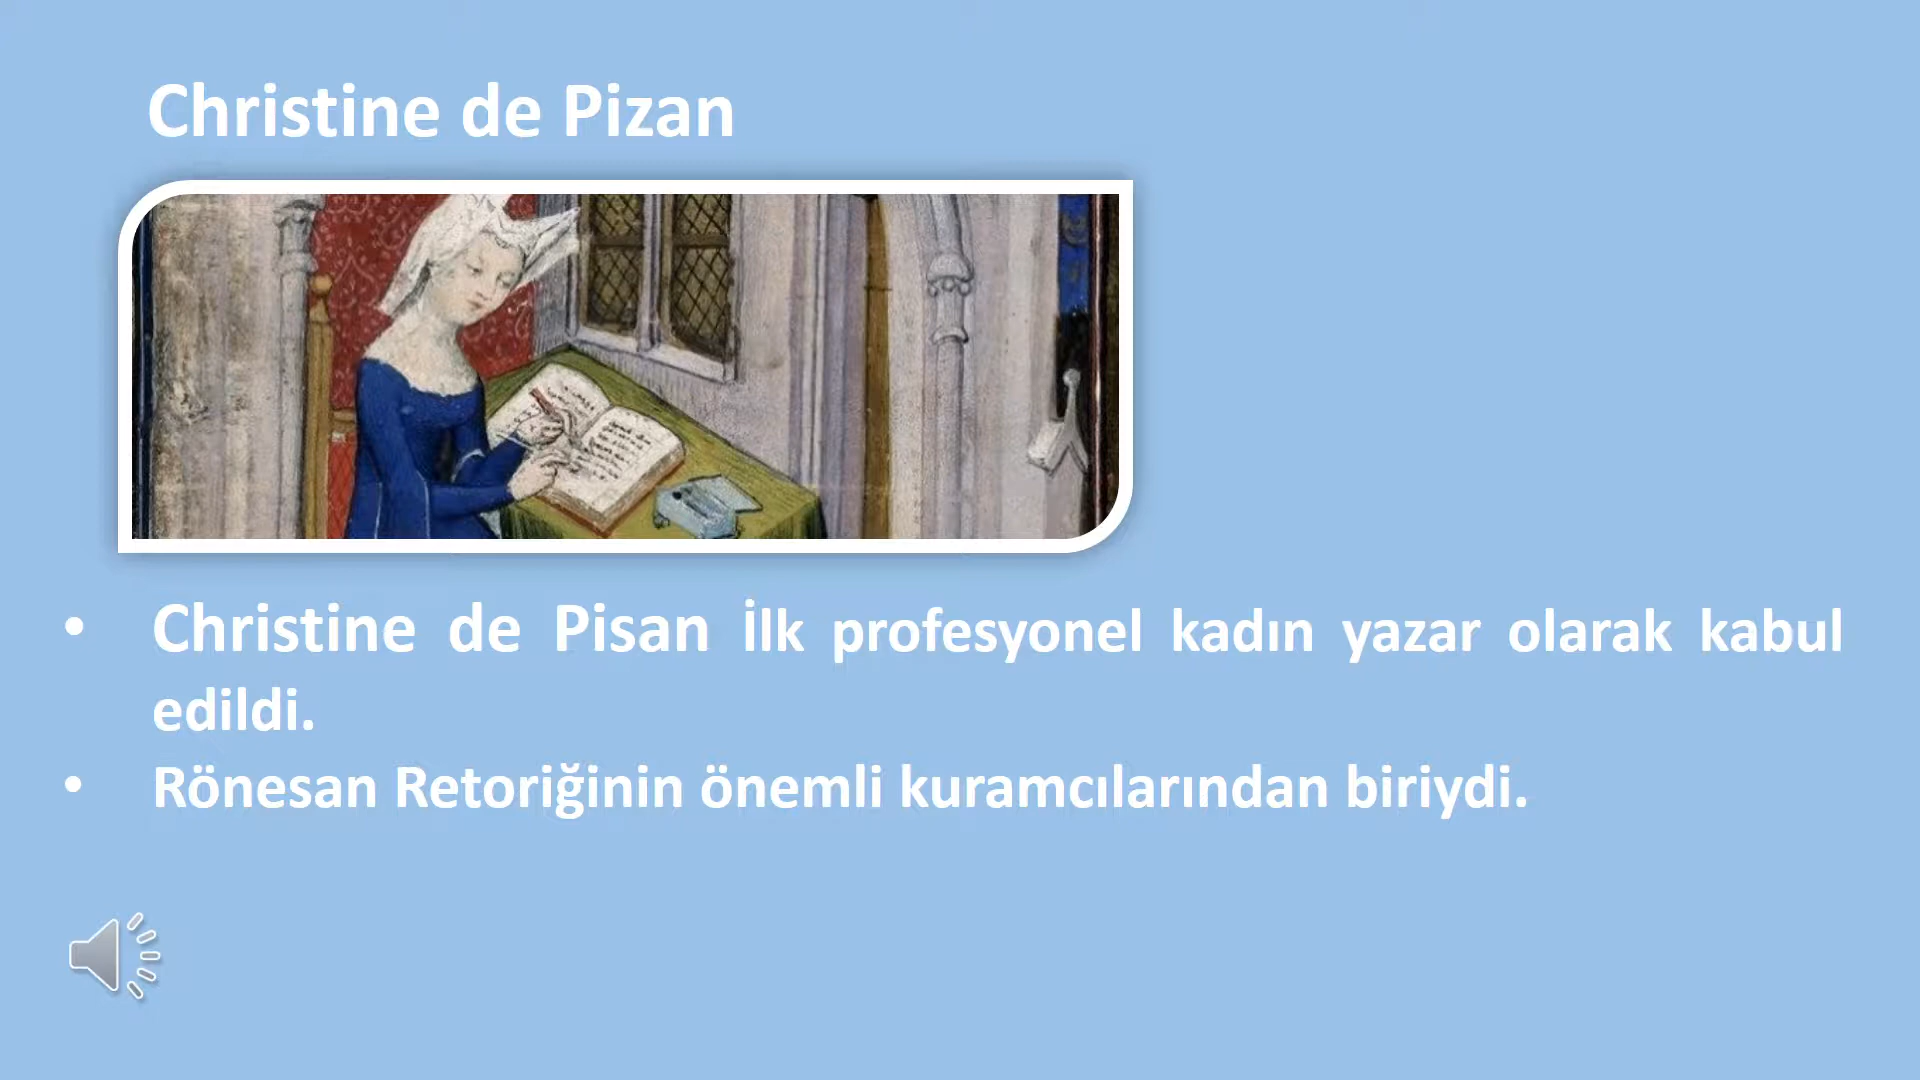 Christine de Pizan
• Christine de Pisan İlk profesyonel kadın yazar olarak kabul
edildi.
• Rönesan Retoriğinin önemli kuramcılarından biriydi.